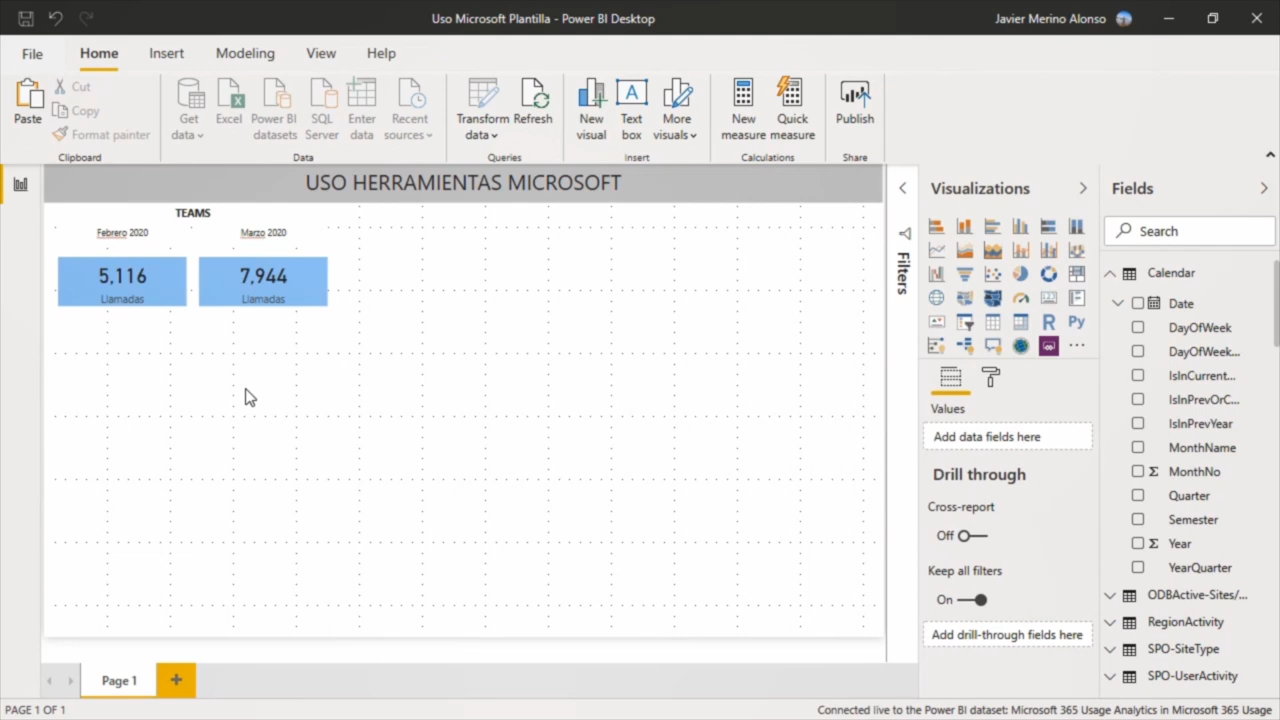 Uso Microsoft Plantilla - Power BI Desktop
Javier Merino Alonso
File
Home
Insert
Modeling
View
Help
Paste
Cut
Copy
Format painter
Clipboard
Get data
Excel
Power BI datasets
SQL Server
Enter data
Recent sources
Data
Transform data
Refresh
Queries
New visual
A
Text box
More visuals
Insert
New measure
Quick measure
Calculations
Publish
Share
USO HERRAMIENTAS MICROSOFT
TEAMS
Febrero 2020
Marzo 2020
5,116
Llamadas
7,944
Llamadas
Filters
Visualizations
R
Py
Values
Add data fields here
Drill through
Cross-report
Off
Keep all filters
On
Add drill-through fields here
Fields
Search
Calendar
Date
DayOfWeek
DayOfWeek...
IsInCurrent...
IsInPrevOrC...
IsInPrevYear
MonthName
Σ MonthNo
Quarter
Semester
Σ Year
YearQuarter
ODBActive-Sites/...
RegionActivity
SPO-SiteType
SPO-UserActivity
Page 1
PAGE 1 OF 1
Connected live to the Power BI dataset: Microsoft 365 Usage Analytics in Microsoft 365 Usage